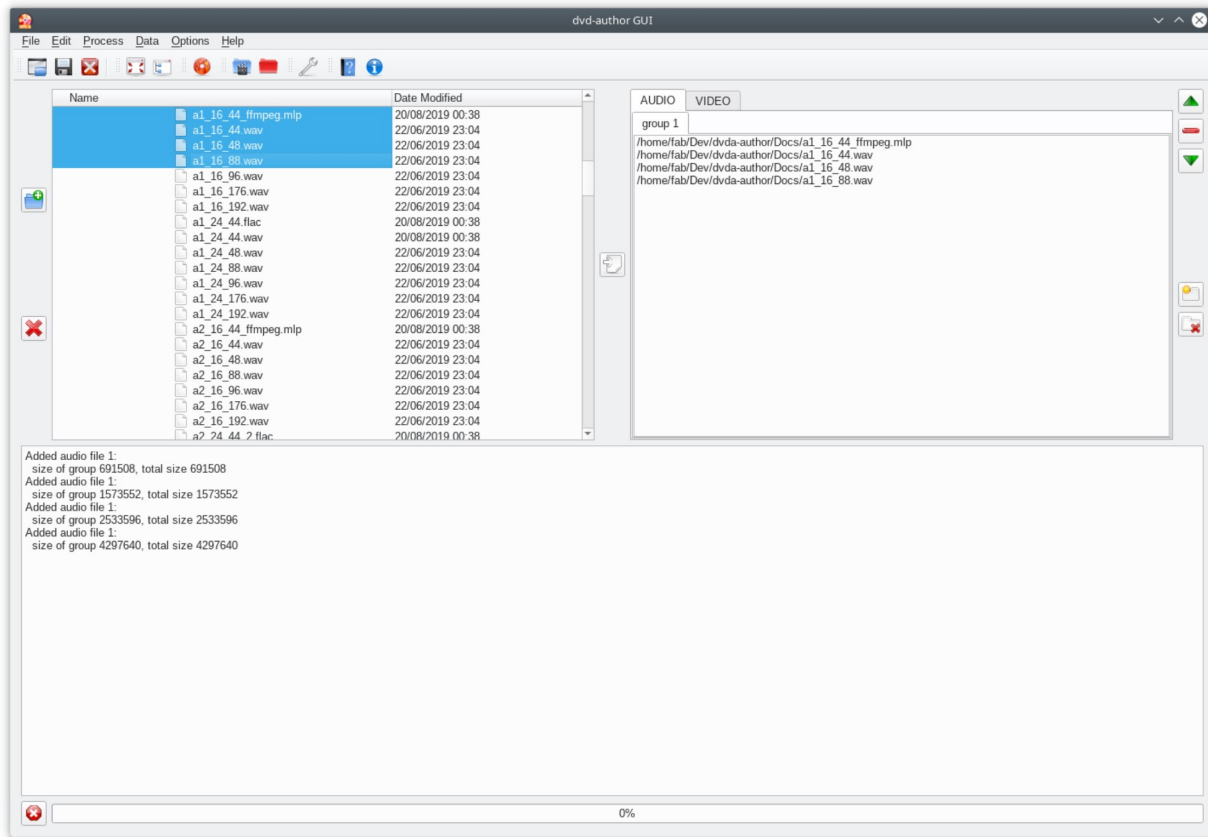 dvd-author GUI
File Edit Process Data Options Help
Name Date Modified
a1_16_44_ffmpeg.mlp 20/08/2019 00:38
a1_16_44.wav 22/06/2019 23:04
a1_16_48.wav 22/06/2019 23:04
a1_16_88.wav 22/06/2019 23:04
a1_16_96.wav 22/06/2019 23:04
a1_16_176.wav 22/06/2019 23:04
a1_16_192.wav 22/06/2019 23:04
a1_24_44.flac 20/08/2019 00:38
a1_24_44.wav 20/08/2019 00:38
a1_24_48.wav 22/06/2019 23:04
a1_24_88.wav 22/06/2019 23:04
a1_24_96.wav 22/06/2019 23:04
a1_24_176.wav 22/06/2019 23:04
a1_24_192.wav 22/06/2019 23:04
a2_16_44_ffmpeg.mlp 20/08/2019 00:38
a2_16_44.wav 22/06/2019 23:04
a2_16_48.wav 22/06/2019 23:04
a2_16_88.wav 22/06/2019 23:04
a2_16_96.wav 22/06/2019 23:04
a2_16_176.wav 22/06/2019 23:04
a2_16_192.wav 22/06/2019 23:04
a2_24_44_2.flac 20/08/2019 00:38
AUDIO VIDEO
group 1
/home/fab/Dev/dvda-author/Docs/a1_16_44_ffmpeg.mlp
/home/fab/Dev/dvda-author/Docs/a1_16_44.wav
/home/fab/Dev/dvda-author/Docs/a1_16_48.wav
/home/fab/Dev/dvda-author/Docs/a1_16_88.wav
Added audio file 1:
size of group 691508, total size 691508
Added audio file 1:
size of group 1573552, total size 1573552
Added audio file 1:
size of group 2533596, total size 2533596
Added audio file 1:
size of group 4297640, total size 4297640
0%